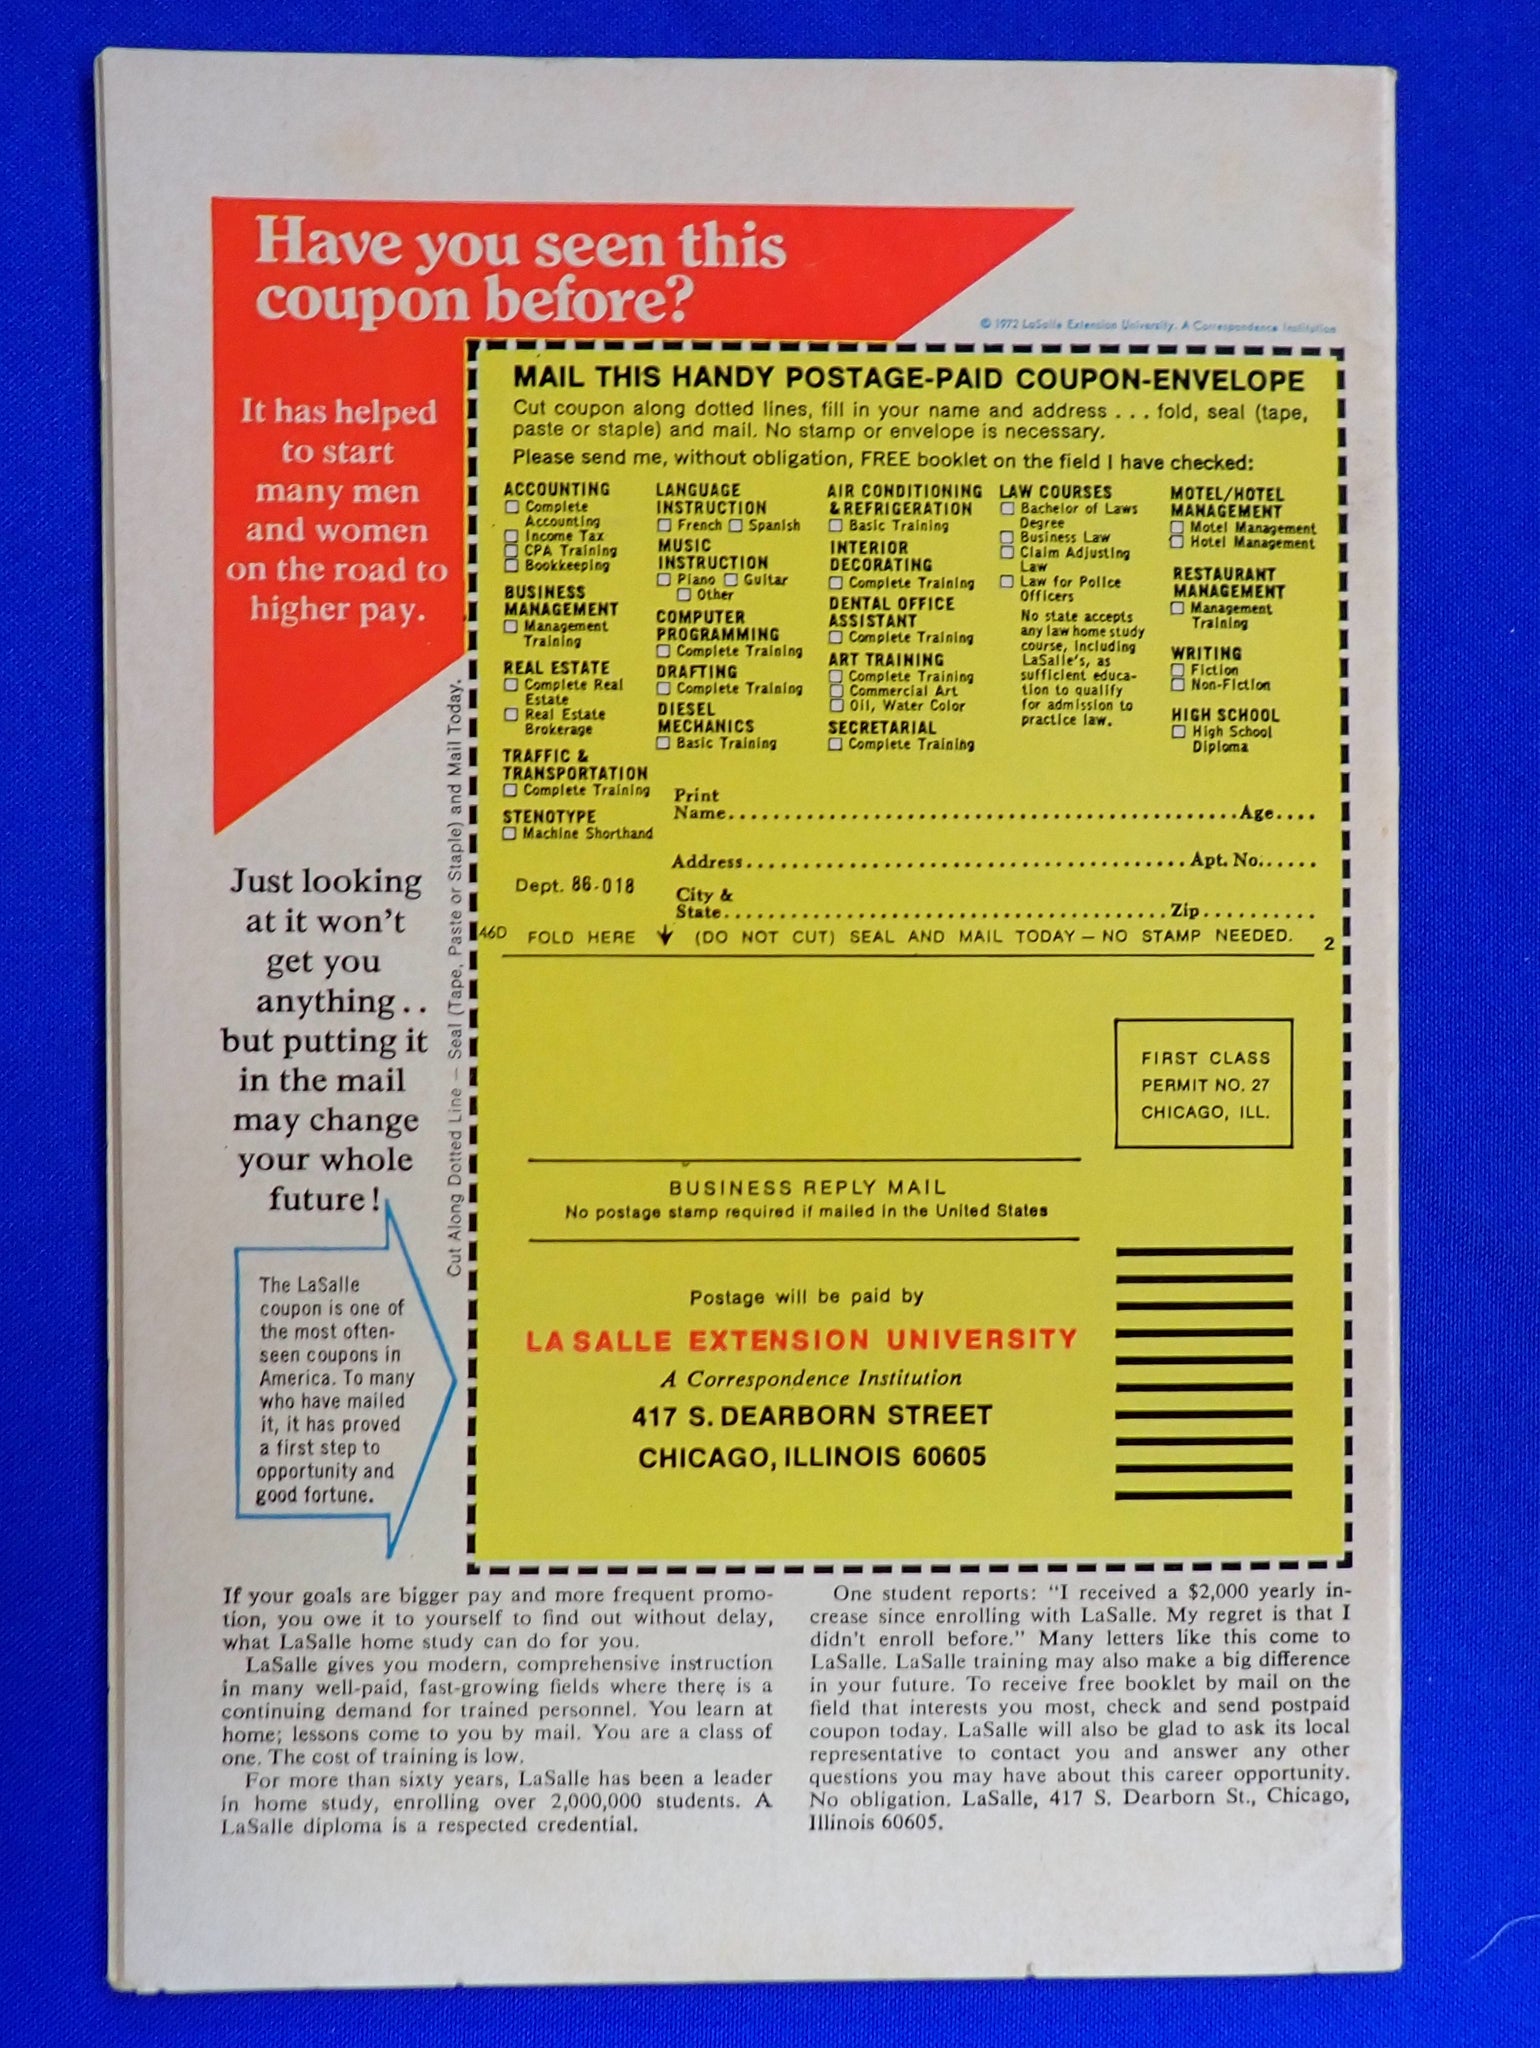 Have you seen this
coupon before?
© 1972 LaSalle Extension University. A Correspondence Institution
It has helped
to start
many men
and women
on the road to
higher pay.
Just looking
at it won't
get you
anything..
but putting it
in the mail
may change
your whole
future!
The LaSalle
coupon is one of
the most often-
seen coupons in
America. To many
who have mailed
it, it has proved
a first step to
opportunity and
good fortune.
Cut Along Dotted Line — Seal (Tape, Paste or Staple) and Mail Today.
MAIL THIS HANDY POSTAGE-PAID COUPON-ENVELOPE
Cut coupon along dotted lines, fill in your name and address . . . fold, seal (tape,
paste or staple) and mail. No stamp or envelope is necessary.
Please send me, without obligation, FREE booklet on the field I have checked:
ACCOUNTING
Complete
Accounting
Income Tax
CPA Training
Bookkeeping
BUSINESS
MANAGEMENT
Management
Training
REAL ESTATE
Complete Real
Estate
Real Estate
Brokerage
TRAFFIC &
TRANSPORTATION
Complete Training
STENOTYPE
Machine Shorthand
LANGUAGE
INSTRUCTION
French Spanish
MUSIC
INSTRUCTION
Piano Guitar
Other
COMPUTER
PROGRAMMING
Complete Training
DRAFTING
Complete Training
DIESEL
MECHANICS
Basic Training
AIR CONDITIONING
& REFRIGERATION
Basic Training
INTERIOR
DECORATING
Complete Training
DENTAL OFFICE
ASSISTANT
Complete Training
ART TRAINING
Complete Training
Commercial Art
Oil, Water Color
SECRETARIAL
Complete Training
LAW COURSES
Bachelor of Laws
Degree
Business Law
Claim Adjusting
Law
Law for Police
Officers
No state accepts
any law home study
course, including
LaSalle's, as
sufficient educa-
tion to qualify
for admission to
practice law.
MOTEL/HOTEL
MANAGEMENT
Motel Management
Hotel Management
RESTAURANT
MANAGEMENT
Management
Training
WRITING
Fiction
Non-Fiction
HIGH SCHOOL
High School
Diploma
Print
Name.............................................Age....
Address.......................................Apt. No......
Dept. 86-018
City &
State........................................Zip..........
46D FOLD HERE ↓ (DO NOT CUT) SEAL AND MAIL TODAY — NO STAMP NEEDED. 2
FIRST CLASS
PERMIT NO. 27
CHICAGO, ILL.
BUSINESS REPLY MAIL
No postage stamp required if mailed in the United States
Postage will be paid by
LA SALLE EXTENSION UNIVERSITY
A Correspondence Institution
417 S. DEARBORN STREET
CHICAGO, ILLINOIS 60605
If your goals are bigger pay and more frequent promo-
tion, you owe it to yourself to find out without delay,
what LaSalle home study can do for you.
LaSalle gives you modern, comprehensive instruction
in many well-paid, fast-growing fields where there is a
continuing demand for trained personnel. You learn at
home; lessons come to you by mail. You are a class of
one. The cost of training is low.
For more than sixty years, LaSalle has been a leader
in home study, enrolling over 2,000,000 students. A
LaSalle diploma is a respected credential.
One student reports: "I received a $2,000 yearly in-
crease since enrolling with LaSalle. My regret is that I
didn't enroll before." Many letters like this come to
LaSalle. LaSalle training may also make a big difference
in your future. To receive free booklet by mail on the
field that interests you most, check and send postpaid
coupon today. LaSalle will also be glad to ask its local
representative to contact you and answer any other
questions you may have about this career opportunity.
No obligation. LaSalle, 417 S. Dearborn St., Chicago,
Illinois 60605.